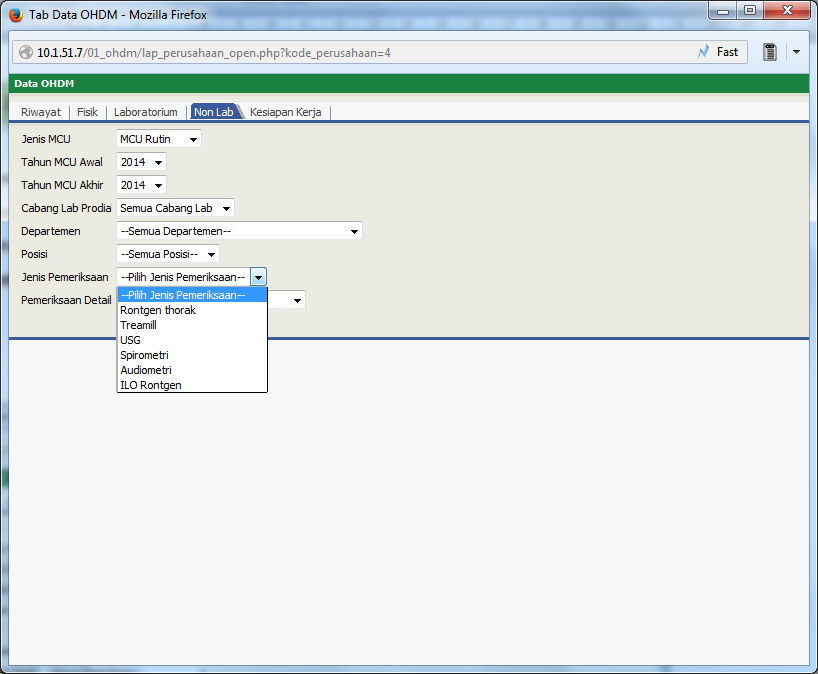 Tab Data OHDM - Mozilla Firefox
10.1.51.7/01_ohdm/lap_perusahaan_open.php?kode_perusahaan=4 Fast
Data OHDM
Riwayat Fisik Laboratorium Non Lab Kesiapan Kerja
Jenis MCU MCU Rutin
Tahun MCU Awal 2014
Tahun MCU Akhir 2014
Cabang Lab Prodia Semua Cabang Lab
Departemen --Semua Departemen--
Posisi --Semua Posisi--
Jenis Pemeriksaan --Pilih Jenis Pemeriksaan--
Pemeriksaan Detail --Pilih Jenis Pemeriksaan--
Rontgen thorak
Treamill
USG
Spirometri
Audiometri
ILO Rontgen